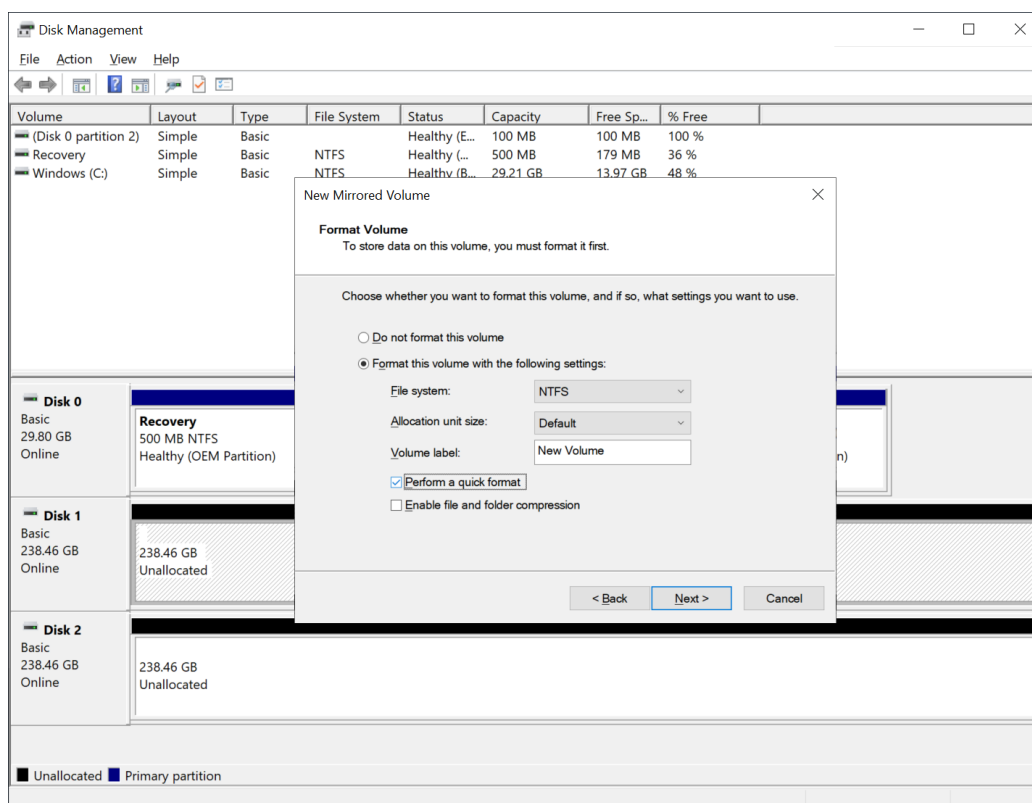 Disk Management
File Action View Help
Volume Layout Type File System Status Capacity Free Sp... % Free
(Disk 0 partition 2) Simple Basic Healthy (E... 100 MB 100 MB 100 %
Recovery Simple Basic NTFS Healthy (... 500 MB 179 MB 36 %
Windows (C:) Simple Basic NTFS Healthy (B... 29.21 GB 13.97 GB 48 %
New Mirrored Volume
Format Volume
To store data on this volume, you must format it first.
Choose whether you want to format this volume, and if so, what settings you want to use.
Do not format this volume
Format this volume with the following settings:
File system: NTFS
Allocation unit size: Default
Volume label: New Volume
Perform a quick format
Enable file and folder compression
< Back Next > Cancel
Disk 0
Basic
29.80 GB
Online
Recovery
500 MB NTFS
Healthy (OEM Partition)
n)
Disk 1
Basic
238.46 GB
Online
238.46 GB
Unallocated
Disk 2
Basic
238.46 GB
Online
238.46 GB
Unallocated
Unallocated Primary partition